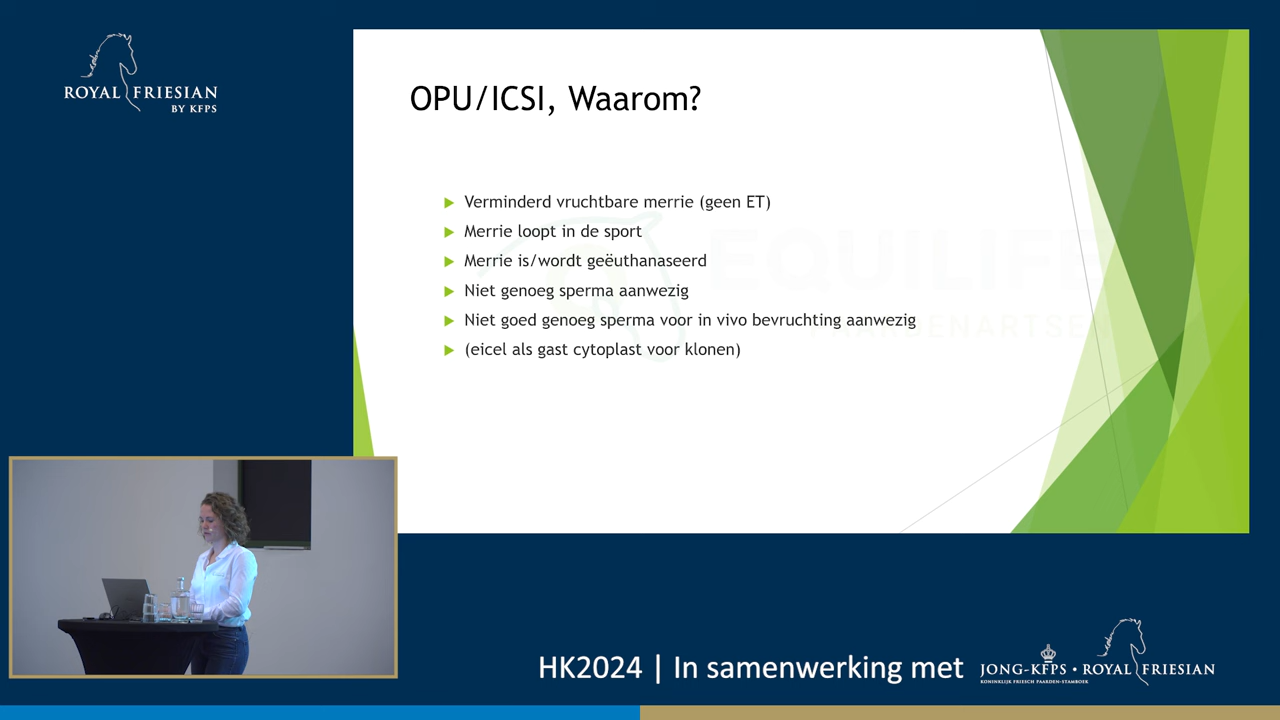 ROYAL FRIESIAN
BY KFPS
OPU/ICSI, Waarom?
Verminderd vruchtbare merrie (geen ET)
Merrie loopt in de sport
Merrie is/wordt geëuthanaseerd
Niet genoeg sperma aanwezig
Niet goed genoeg sperma voor in vivo bevruchting aanwezig
(eicel als gast cytoplast voor klonen)
EQUILIFE
HK2024 | In samenwerking met
JONG-KFPS • ROYAL FRIESIAN
KONINKLIJK FRIESCH PAARDEN-STAMBOEK